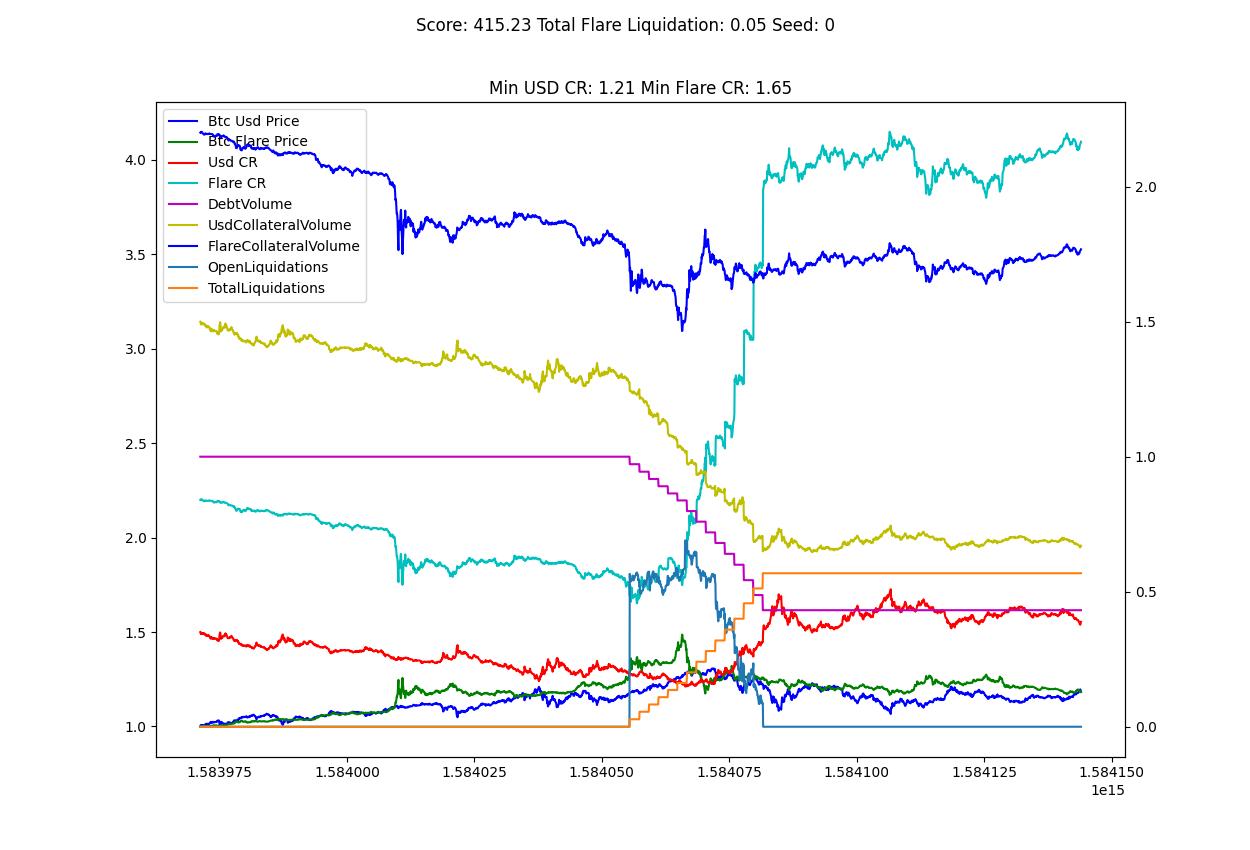 Score: 415.23 Total Flare Liquidation: 0.05 Seed: 0
Min USD CR: 1.21 Min Flare CR: 1.65
Btc Usd Price
Btc Flare Price
Usd CR
Flare CR
DebtVolume
UsdCollateralVolume
FlareCollateralVolume
OpenLiquidations
TotalLiquidations
4.0
3.5
3.0
2.5
2.0
1.5
1.0
2.0
1.5
1.0
0.5
0.0
1.583975 1.584000 1.584025 1.584050 1.584075 1.584100 1.584125 1.584150
1e15